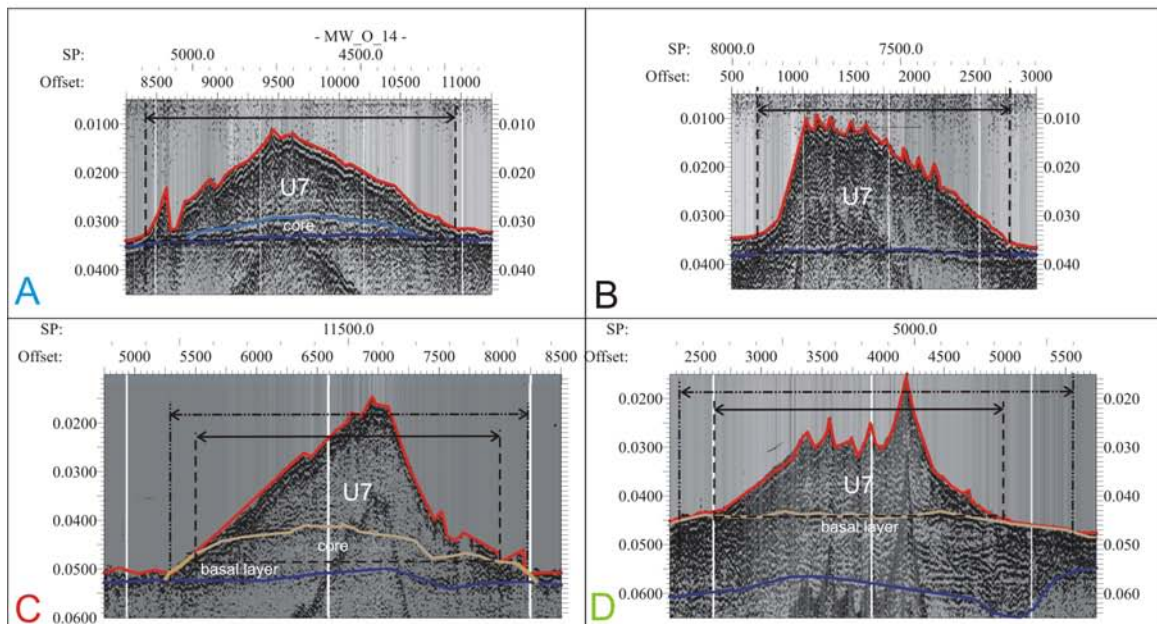 - MW_O_14 -
SP: 5000.0 4500.0
Offset: 8500 9000 9500 10000 10500 11000
0.0100 0.010
0.0200 0.020
U7
0.0300 0.030
core
0.0400 0.040
A
SP: 8000.0 7500.0
Offset: 500 1000 1500 2000 2500 3000
0.0100 0.010
0.0200 0.020
U7
0.0300 0.030
0.0400 0.040
B
SP: 11500.0
Offset: 5000 5500 6000 6500 7000 7500 8000 8500
0.0200
0.0300
U7
0.0400
core
0.0500 basal layer
0.0600
C
SP: 5000.0
Offset: 2500 3000 3500 4000 4500 5000 5500
0.0200 0.020
0.0300 0.030
U7
0.0400 0.040
basal layer
0.0500 0.050
0.0600 0.060
D